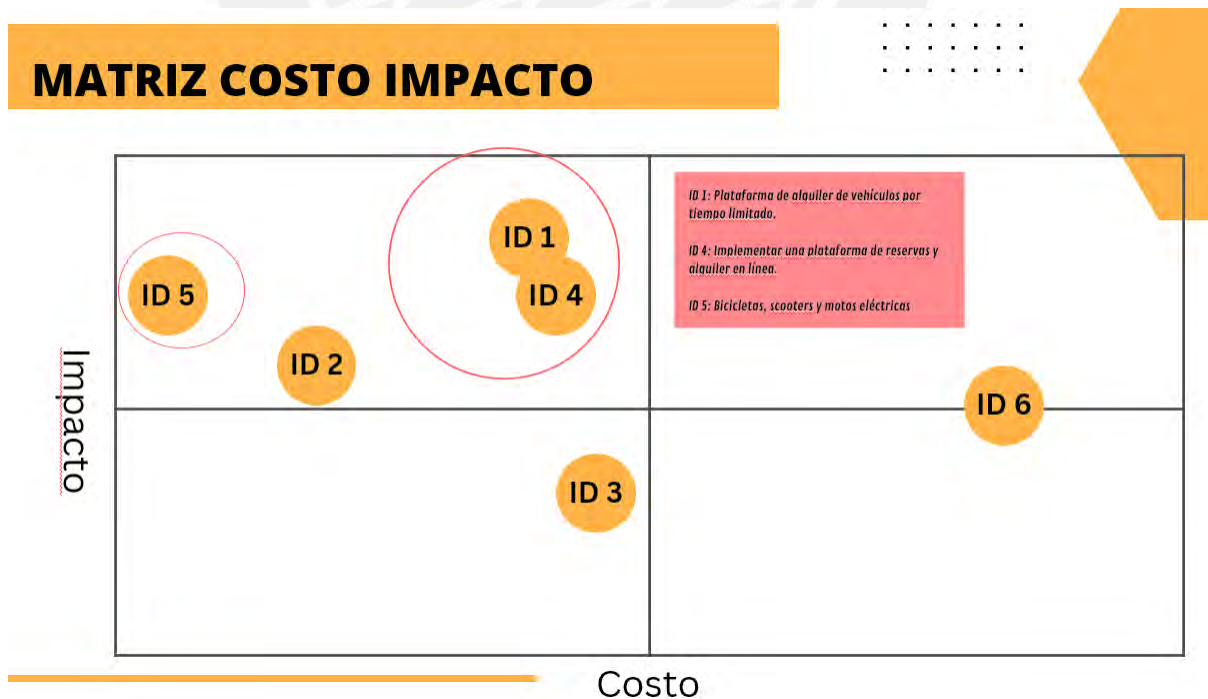 MATRIZ COSTO IMPACTO
ID 1: Plataforma de alquiler de vehículos por
tiempo limitado.
ID 4: Implementar una plataforma de reservas y
alquiler en línea.
ID 5: Bicicletas, scooters y motos eléctricas
ID 1
ID 5
ID 4
ID 2
ID 6
ID 3
Impacto
Costo